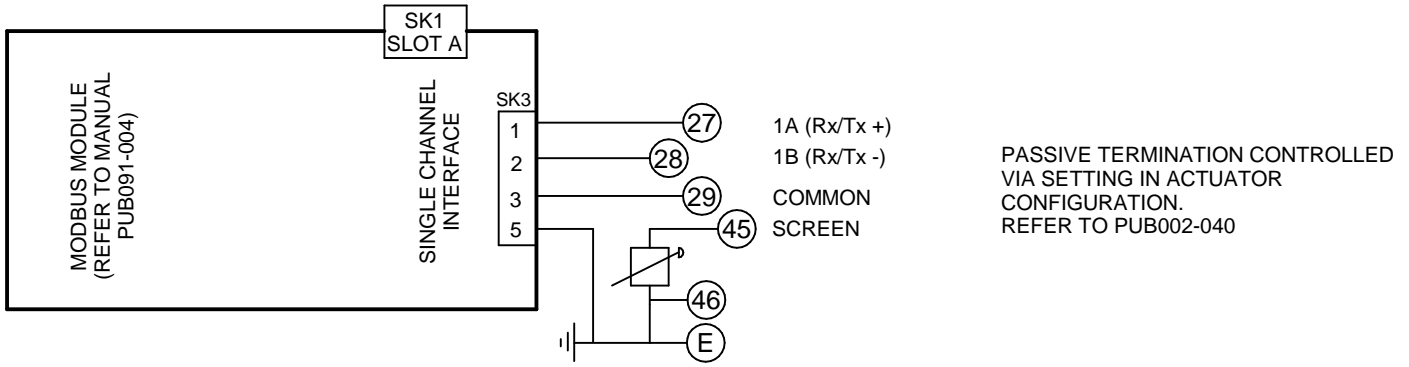 SK1
SLOT A
MODBUS MODULE
(REFER TO MANUAL
PUB091-004)
SINGLE CHANNEL
INTERFACE
SK3
1
27
1A (Rx/Tx +)
2
28
1B (Rx/Tx -)
3
29
COMMON
5
45
SCREEN
46
E
PASSIVE TERMINATION CONTROLLED
VIA SETTING IN ACTUATOR
CONFIGURATION.
REFER TO PUB002-040